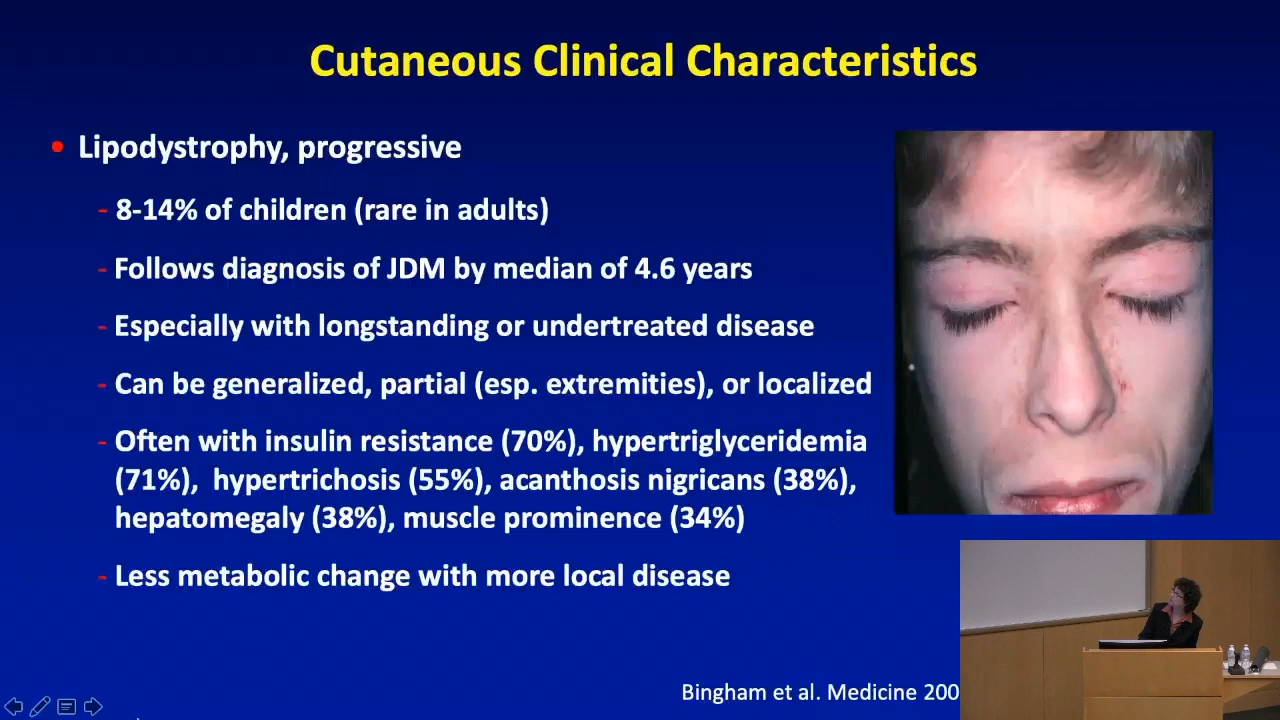 Cutaneous Clinical Characteristics
• Lipodystrophy, progressive
- 8-14% of children (rare in adults)
- Follows diagnosis of JDM by median of 4.6 years
- Especially with longstanding or undertreated disease
- Can be generalized, partial (esp. extremities), or localized
- Often with insulin resistance (70%), hypertriglyceridemia
(71%), hypertrichosis (55%), acanthosis nigricans (38%),
hepatomegaly (38%), muscle prominence (34%)
- Less metabolic change with more local disease
Bingham et al. Medicine 200